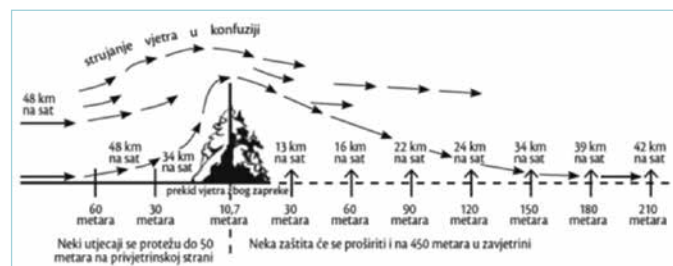 strujanje vjetra u konfuziji
48 km
na sat
48 km
na sat
34 km
na sat
13 km
na sat
16 km
na sat
22 km
na sat
24 km
na sat
34 km
na sat
39 km
na sat
42 km
na sat
prekid vjetra zbog zapreke
60
metara
30
metara
10,7
metara
30
metara
60
metara
90
metara
120
metara
150
metara
180
metara
210
metara
Neki utjecaji se protežu do 50
metara na privjetrinskoj strani
Neka zaštita će se proširiti i na 450 metara u zavjetrini